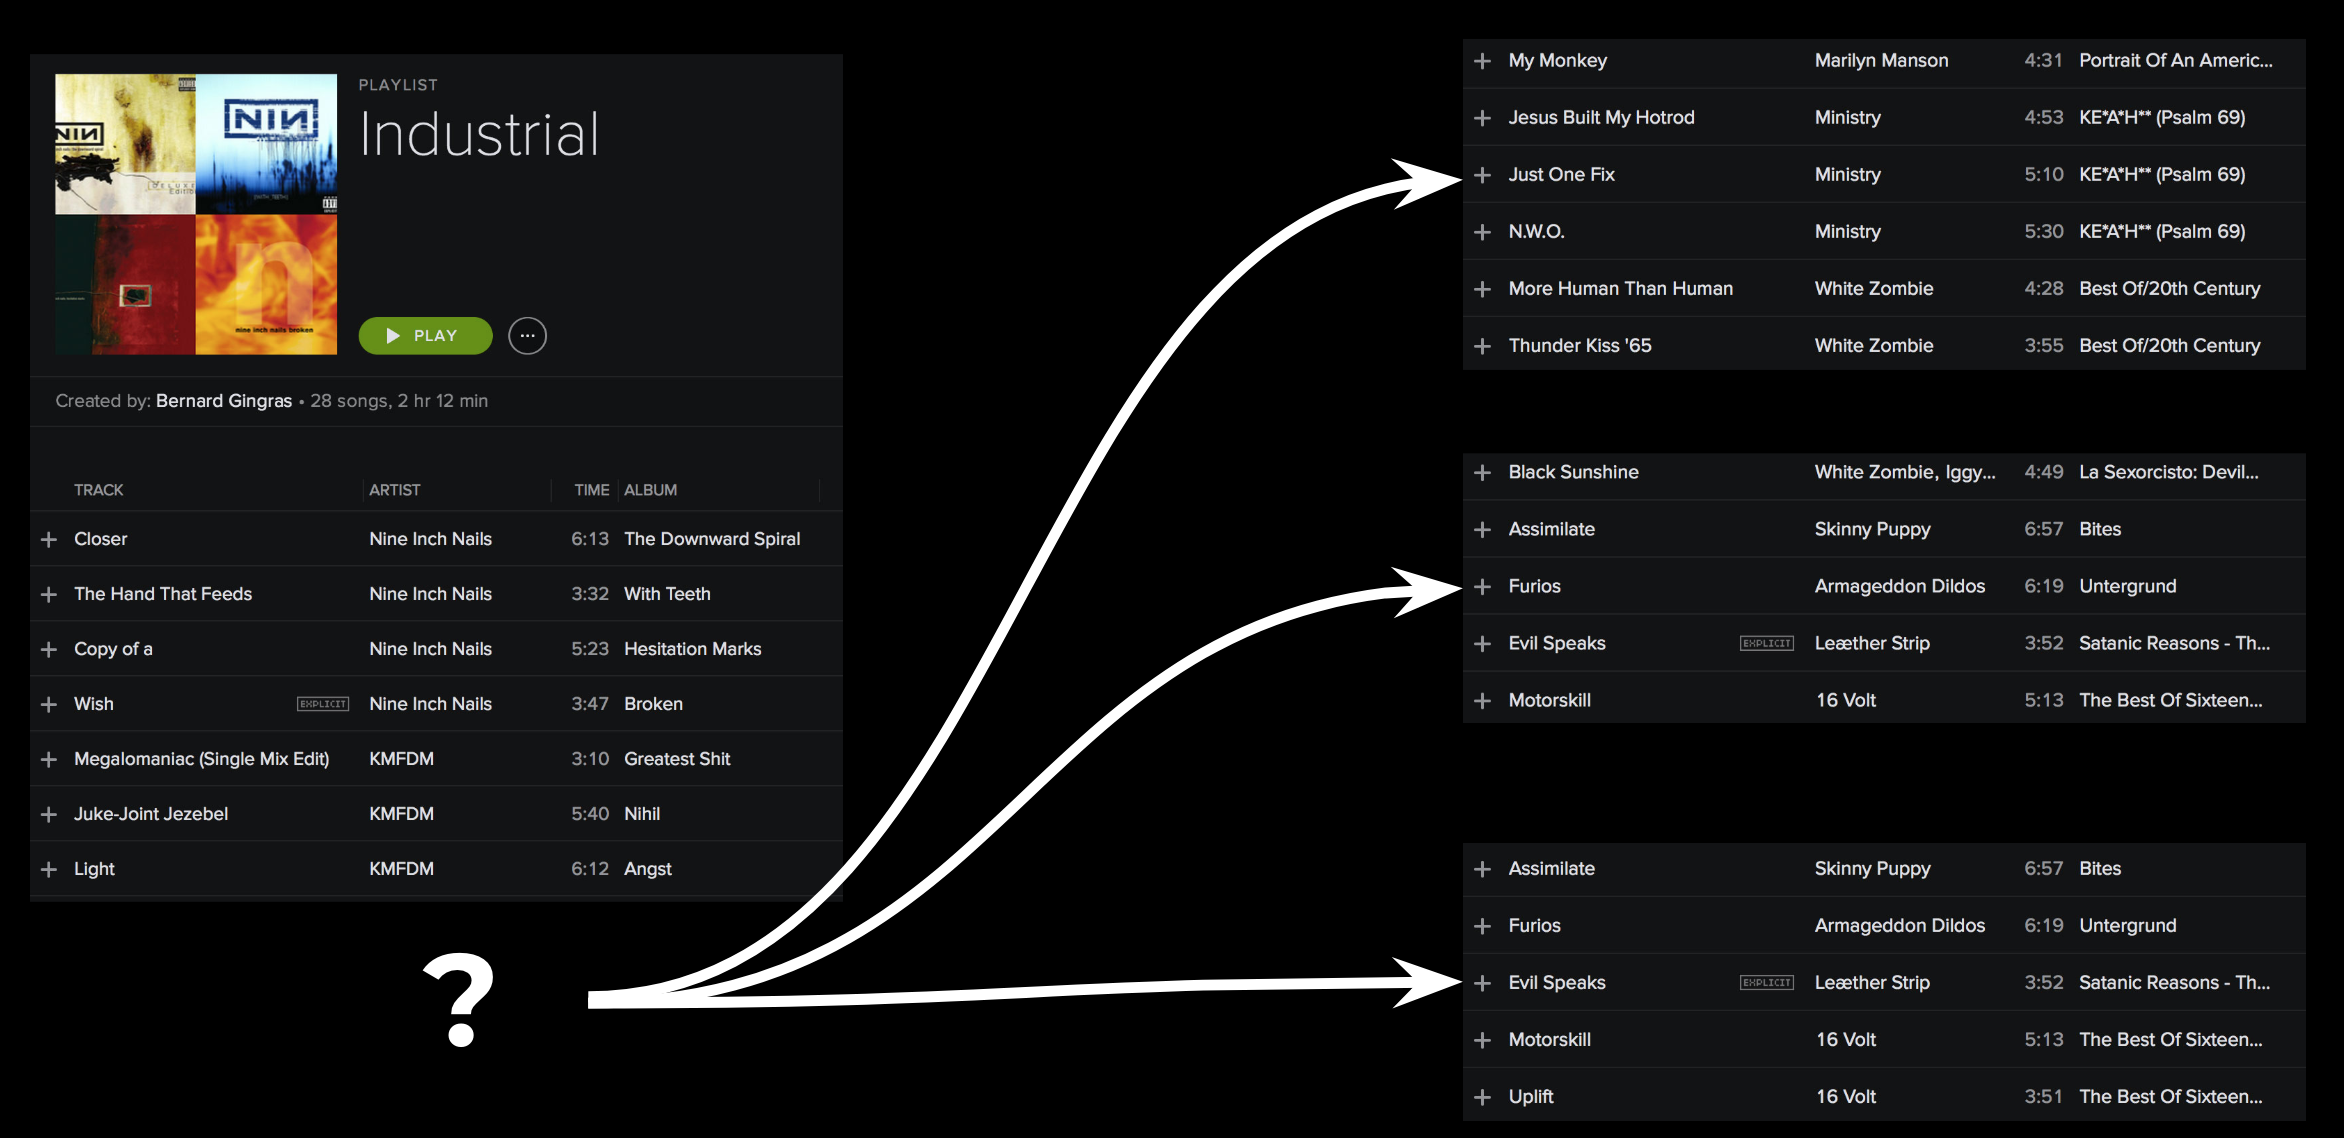 NIN
NIN
DELUXE
Edition
nine inch nails broken
PLAYLIST
Industrial
PLAY
Created by: Bernard Gingras • 28 songs, 2 hr 12 min
TRACK ARTIST TIME ALBUM
+ Closer Nine Inch Nails 6:13 The Downward Spiral
+ The Hand That Feeds Nine Inch Nails 3:32 With Teeth
+ Copy of a Nine Inch Nails 5:23 Hesitation Marks
+ Wish EXPLICIT Nine Inch Nails 3:47 Broken
+ Megalomaniac (Single Mix Edit) KMFDM 3:10 Greatest Shit
+ Juke-Joint Jezebel KMFDM 5:40 Nihil
+ Light KMFDM 6:12 Angst
?
+ My Monkey Marilyn Manson 4:31 Portrait Of An Americ...
+ Jesus Built My Hotrod Ministry 4:53 KE*A*H** (Psalm 69)
+ Just One Fix Ministry 5:10 KE*A*H** (Psalm 69)
+ N.W.O. Ministry 5:30 KE*A*H** (Psalm 69)
+ More Human Than Human White Zombie 4:28 Best Of/20th Century
+ Thunder Kiss '65 White Zombie 3:55 Best Of/20th Century
+ Black Sunshine White Zombie, Iggy... 4:49 La Sexorcisto: Devil...
+ Assimilate Skinny Puppy 6:57 Bites
+ Furios Armageddon Dildos 6:19 Untergrund
+ Evil Speaks EXPLICIT Leæther Strip 3:52 Satanic Reasons - Th...
+ Motorskill 16 Volt 5:13 The Best Of Sixteen...
+ Assimilate Skinny Puppy 6:57 Bites
+ Furios Armageddon Dildos 6:19 Untergrund
+ Evil Speaks EXPLICIT Leæther Strip 3:52 Satanic Reasons - Th...
+ Motorskill 16 Volt 5:13 The Best Of Sixteen...
+ Uplift 16 Volt 3:51 The Best Of Sixteen...